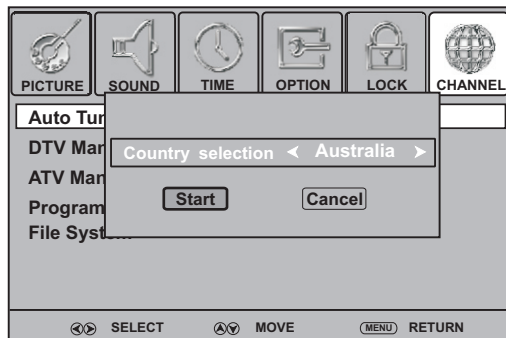 PICTURE SOUND TIME OPTION LOCK CHANNEL
Auto Tur
DTV Mar
Country selection Australia
ATV Man
Start Cancel
Program
File Syst
SELECT MOVE MENU RETURN